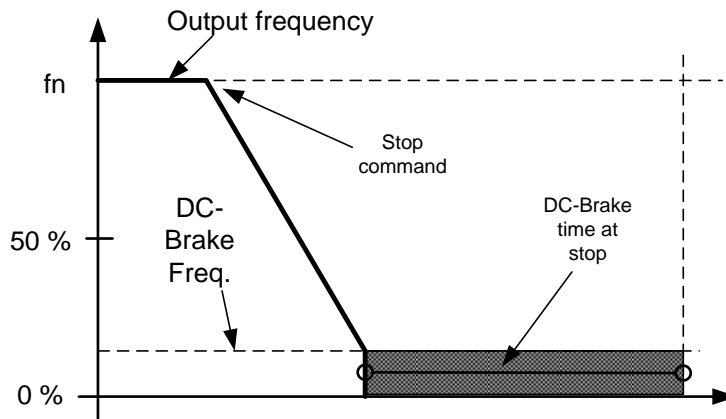 Output frequency
fn
Stop
command
DC-
Brake
Freq.
DC-Brake
time at
stop
50 %
0 %